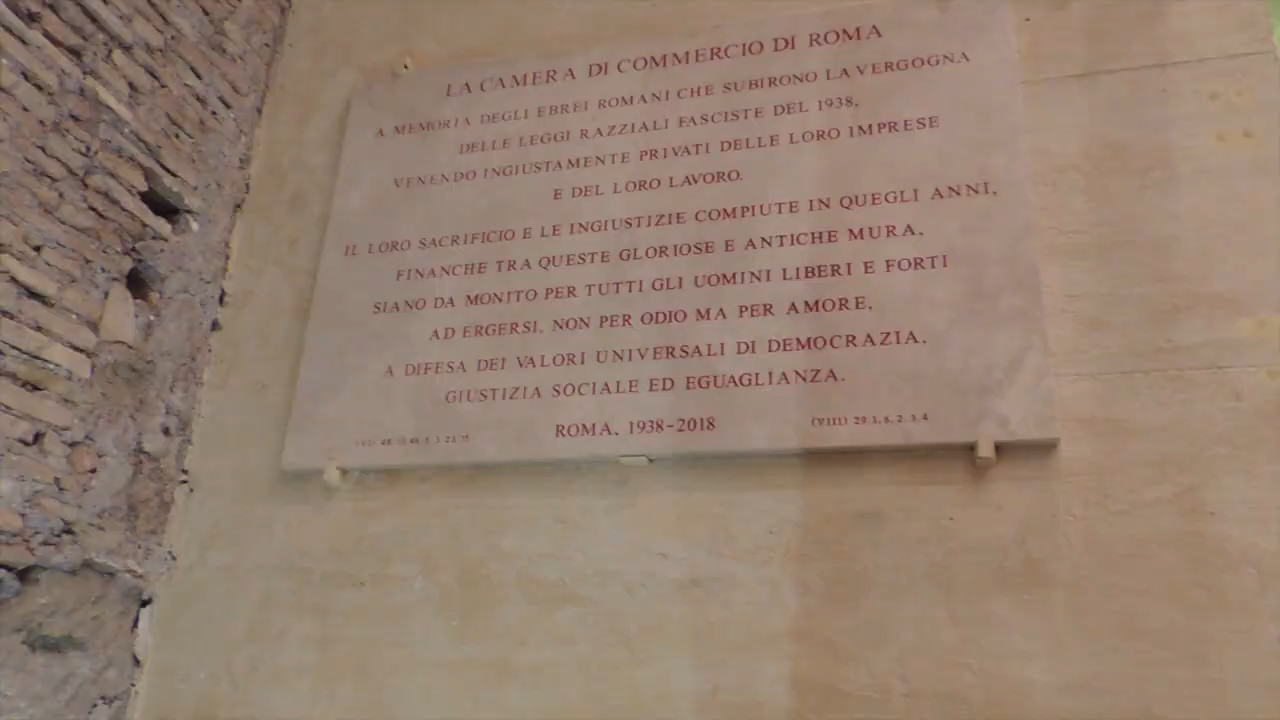 LA CAMERA DI COMMERCIO DI ROMA
A MEMORIA DEGLI EBREI ROMANI CHE SUBIRONO LA VERGOGNA
DELLE LEGGI RAZZIALI FASCISTE DEL 1938,
VENENDO INGIUSTAMENTE PRIVATI DELLE LORO IMPRESE
E DEL LORO LAVORO.
IL LORO SACRIFICIO E LE INGIUSTIZIE COMPIUTE IN QUEGLI ANNI,
FINANCHE TRA QUESTE GLORIOSE E ANTICHE MURA,
SIANO DA MONITO PER TUTTI GLI UOMINI LIBERI E FORTI
AD ERGERSI, NON PER ODIO MA PER AMORE,
A DIFESA DEI VALORI UNIVERSALI DI DEMOCRAZIA,
GIUSTIZIA SOCIALE ED EGUAGLIANZA.
ROMA, 1938-2018
(VIII)